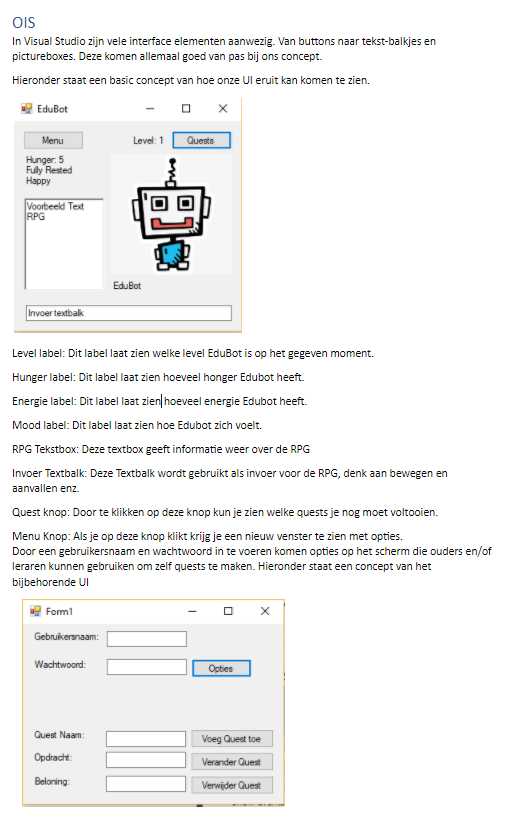 OIS
In Visual Studio zijn vele interface elementen aanwezig. Van buttons naar tekst-balkjes en
pictureboxes. Deze komen allemaal goed van pas bij ons concept.
Hieronder staat een basic concept van hoe onze UI eruit kan komen te zien.
EduBot
Menu
Level: 1
Quests
Hunger: 5
Fully Rested
Happy
Voorbeeld Text
RPG
EduBot
Invoer textbalk
Level label: Dit label laat zien welke level EduBot is op het gegeven moment.
Hunger label: Dit label laat zien hoeveel honger Edubot heeft.
Energie label: Dit label laat zien hoeveel energie Edubot heeft.
Mood label: Dit label laat zien hoe Edubot zich voelt.
RPG Tekstbox: Deze textbox geeft informatie weer over de RPG
Invoer Textbalk: Deze Textbalk wordt gebruikt als invoer voor de RPG, denk aan bewegen en
aanvallen enz.
Quest knop: Door te klikken op deze knop kun je zien welke quests je nog moet voltooien.
Menu Knop: Als je op deze knop klikt krijg je een nieuw venster te zien met opties.
Door een gebruikersnaam en wachtwoord in te voeren komen opties op het scherm die ouders en/of
leraren kunnen gebruiken om zelf quests te maken. Hieronder staat een concept van het
bijbehorende UI
Form1
Gebruikersnaam:
Wachtwoord:
Opties
Quest Naam:
Voeg Quest toe
Opdracht:
Verander Quest
Beloning:
Verwijder Quest